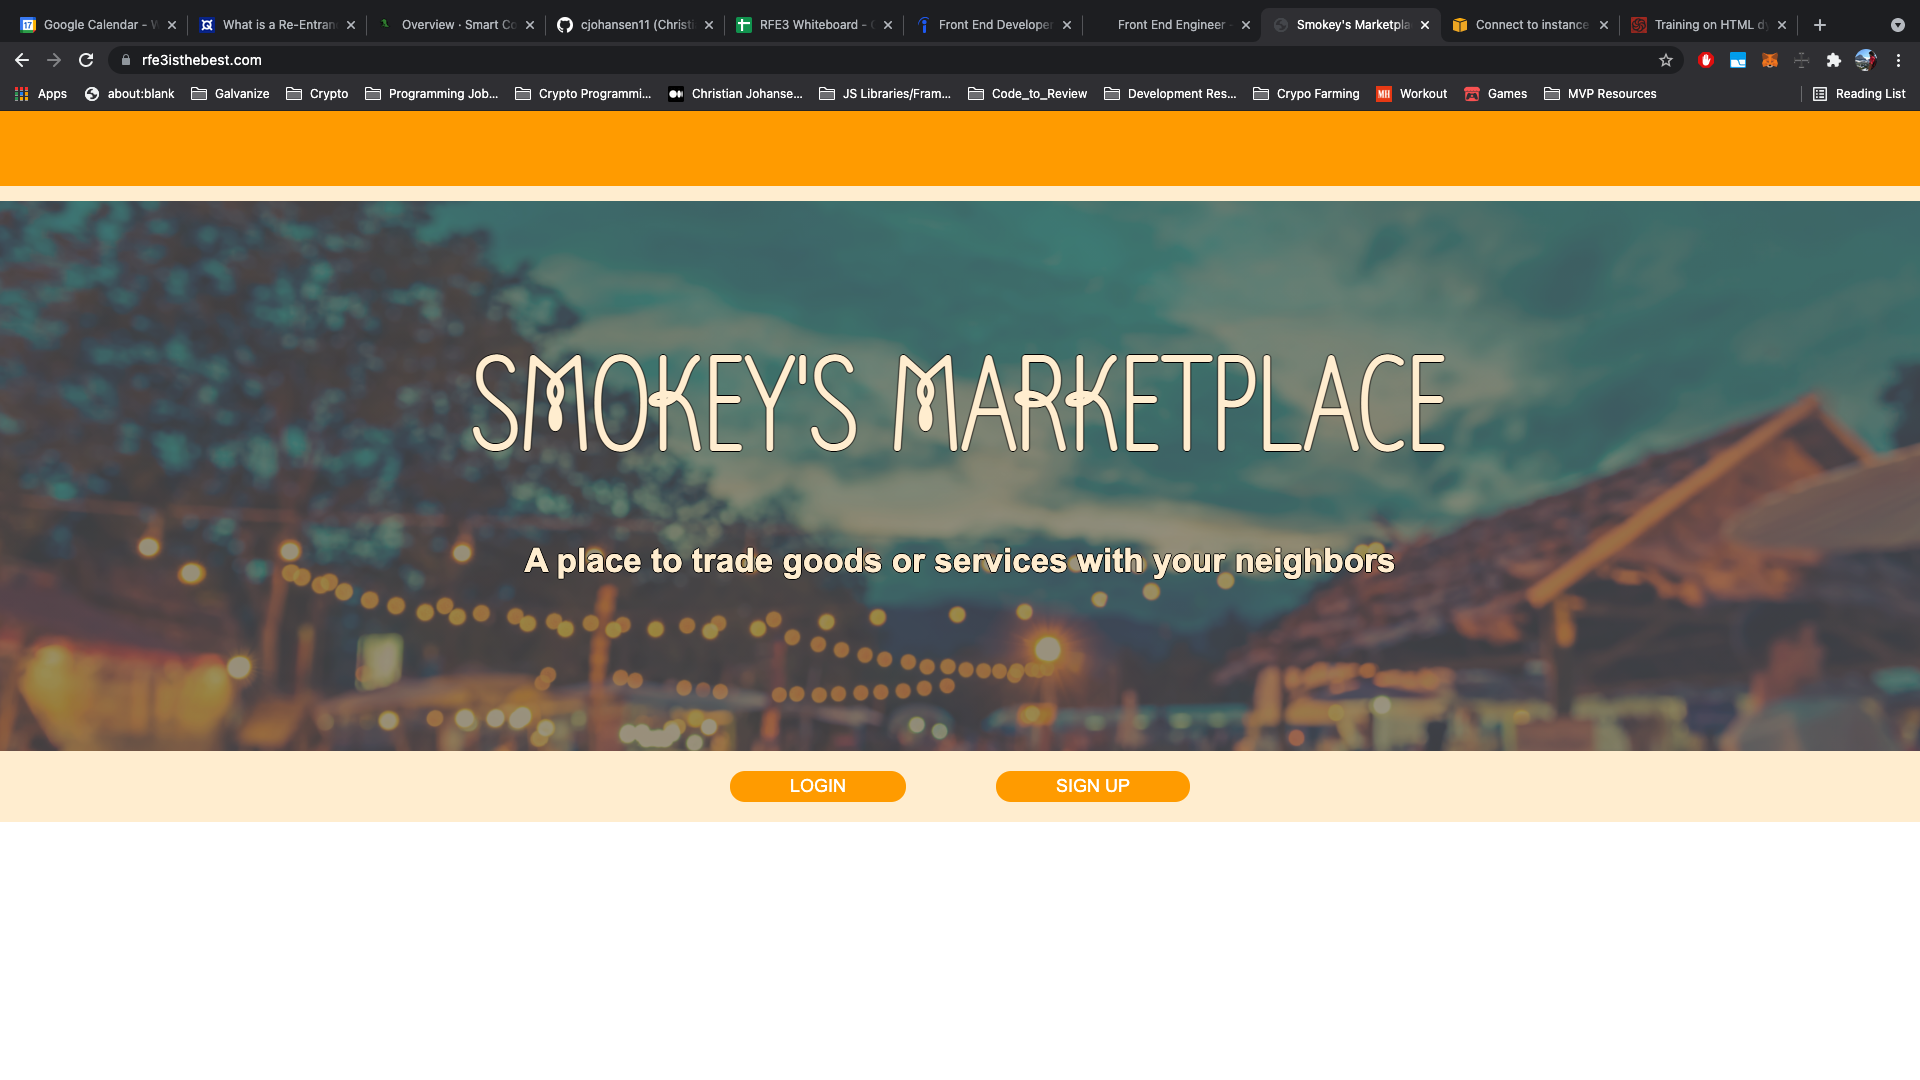 Google Calendar - What is a Re-Entran Overview · Smart Co cjohansen11 (Christi RFE3 Whiteboard - Front End Developer Front End Engineer - Smokey's Marketpla Connect to instance Training on HTML
rfe3isthebest.com
Apps about:blank Galvanize Crypto Programming Job... Crypto Programmi... Christian Johanse... JS Libraries/Fram... Code_to_Review Development Res... Crypo Farming MH Workout Games MVP Resources Reading List
SMOKEY'S MARKETPLACE
A place to trade goods or services with your neighbors
LOGIN SIGN UP